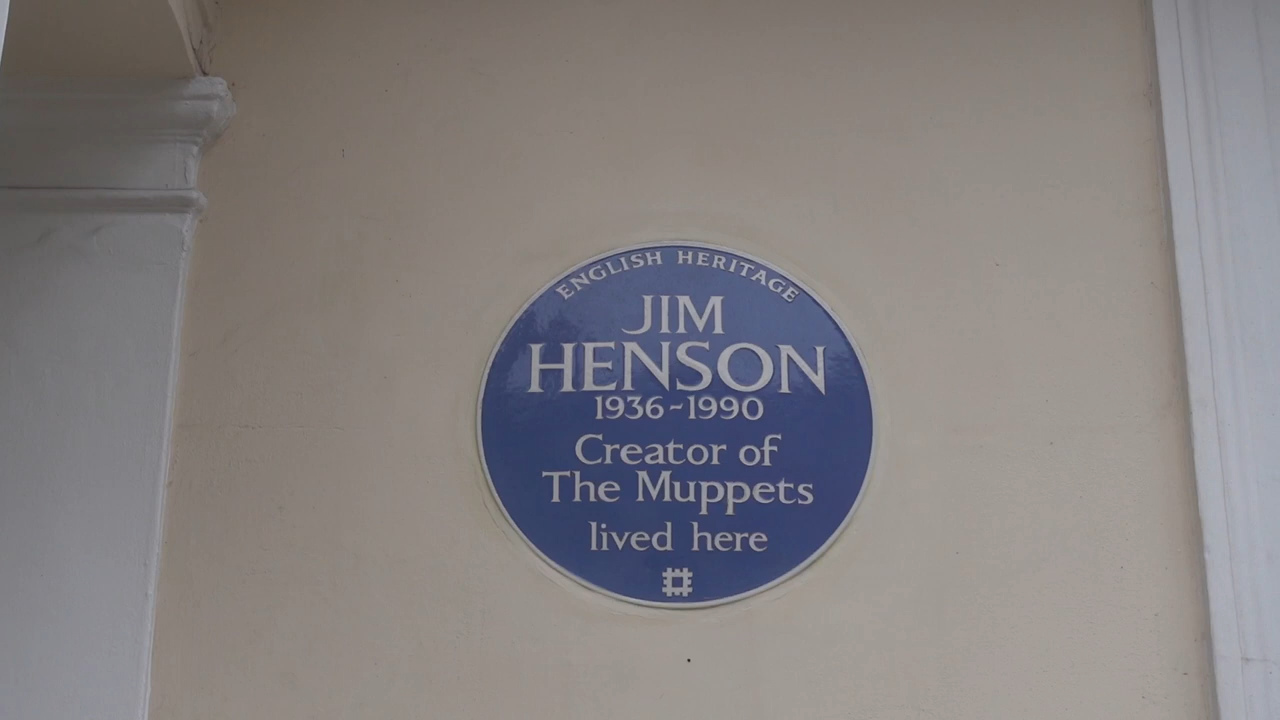 ENGLISH HERITAGE
JIM
HENSON
1936-1990
Creator of
The Muppets
lived here